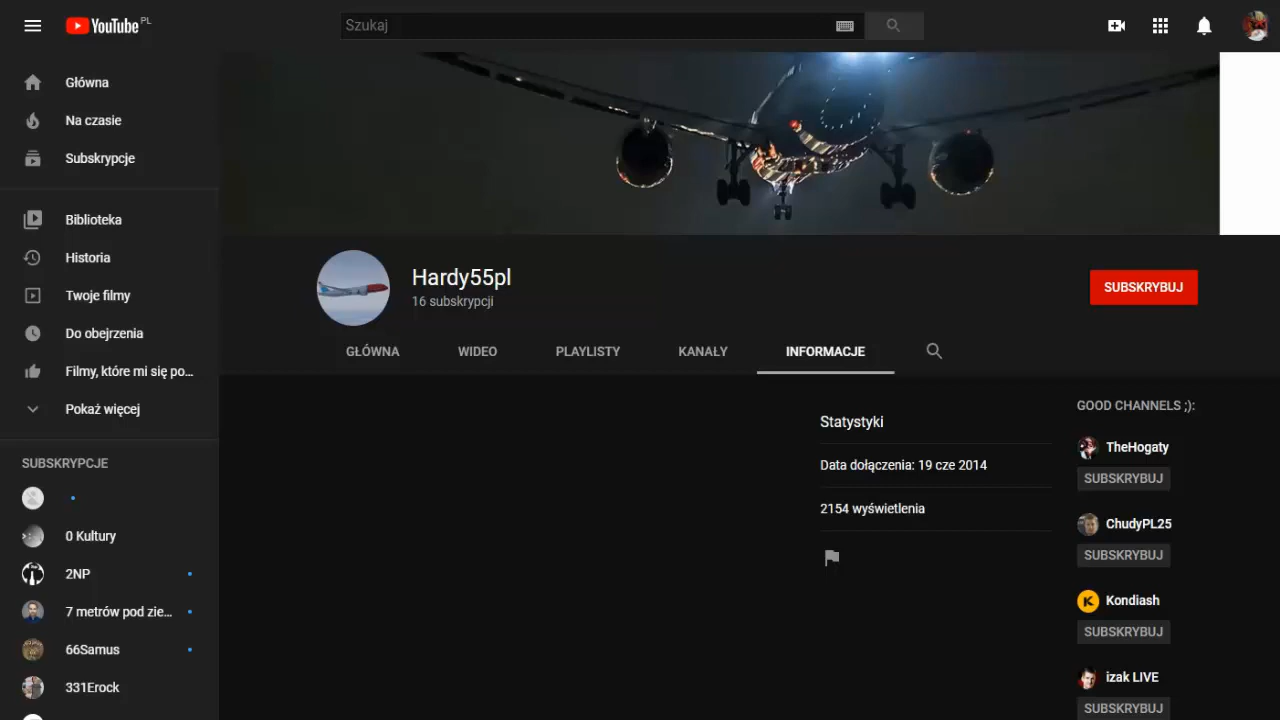 YouTube PL
Szukaj
Główna
Na czasie
Subskrypcje
Biblioteka
Historia
Twoje filmy
Do obejrzenia
Filmy, które mi się po...
Pokaż więcej
SUBSKRYPCJE
0 Kultury
2NP
7 metrów pod zie...
66Samus
331Erock
Hardy55pl
16 subskrypcji
SUBSKRYBUJ
GŁÓWNA
WIDEO
PLAYLISTY
KANAŁY
INFORMACJE
Statystyki
Data dołączenia: 19 cze 2014
2154 wyświetlenia
GOOD CHANNELS ;):
TheHogaty
SUBSKRYBUJ
ChudyPL25
SUBSKRYBUJ
Kondiash
SUBSKRYBUJ
izak LIVE
SUBSKRYBUJ